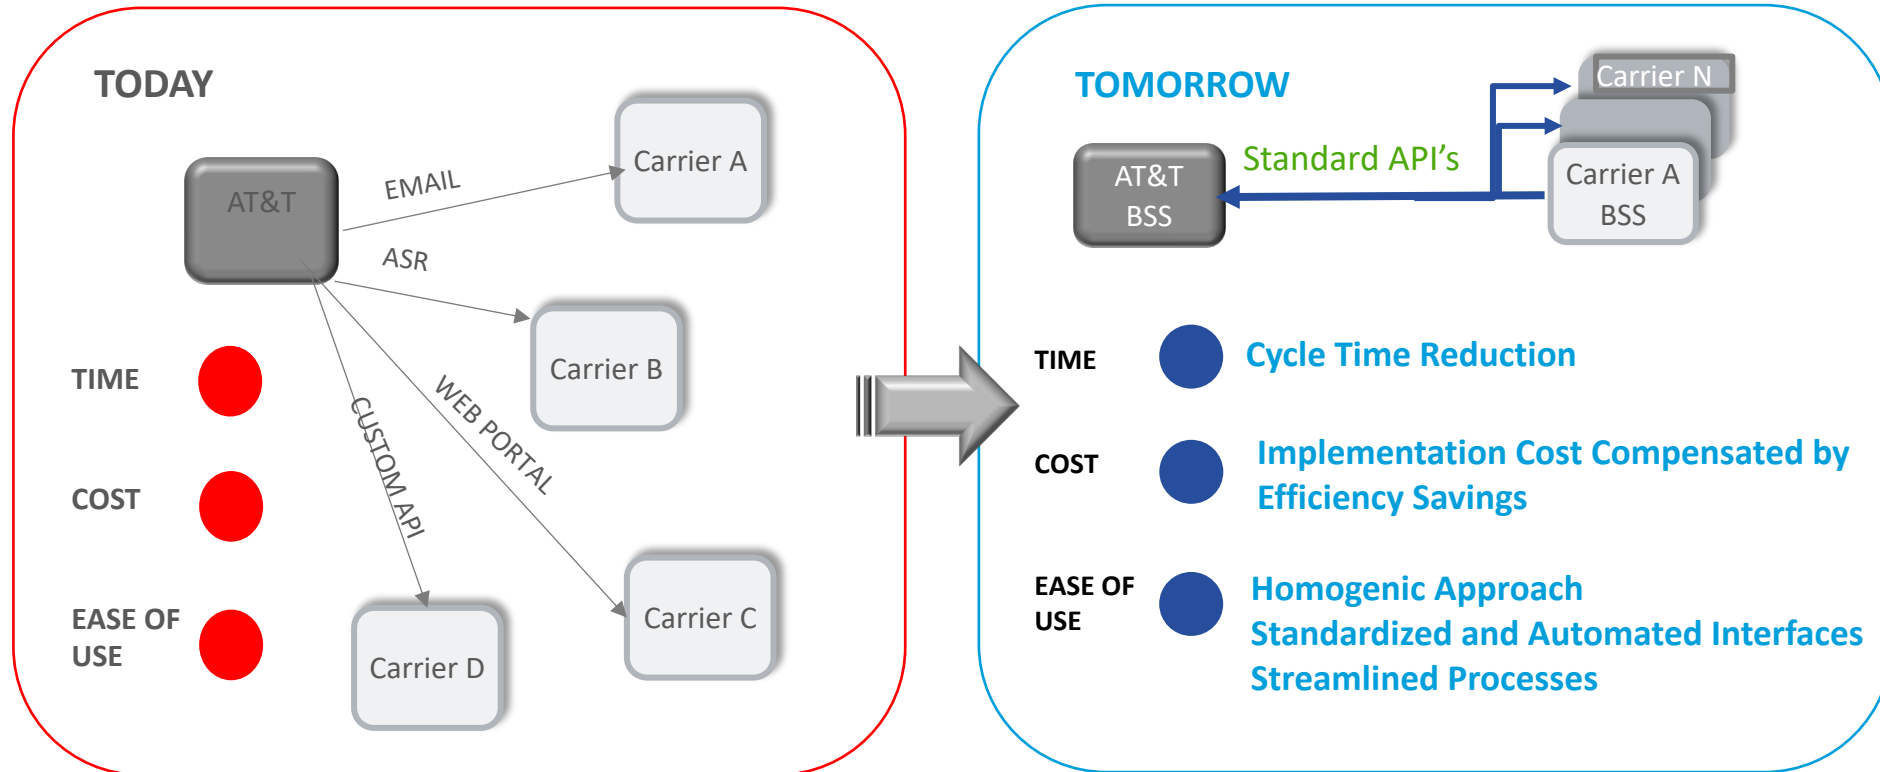 TODAY
AT&T
EMAIL
Carrier A
ASR
Carrier B
WEB PORTAL
CUSTOM API
Carrier C
Carrier D
TIME
COST
EASE OF
USE
TOMORROW
Carrier N
Standard API's
AT&T
BSS
Carrier A
BSS
TIME
Cycle Time Reduction
COST
Implementation Cost Compensated by
Efficiency Savings
EASE OF
USE
Homogenic Approach
Standardized and Automated Interfaces
Streamlined Processes